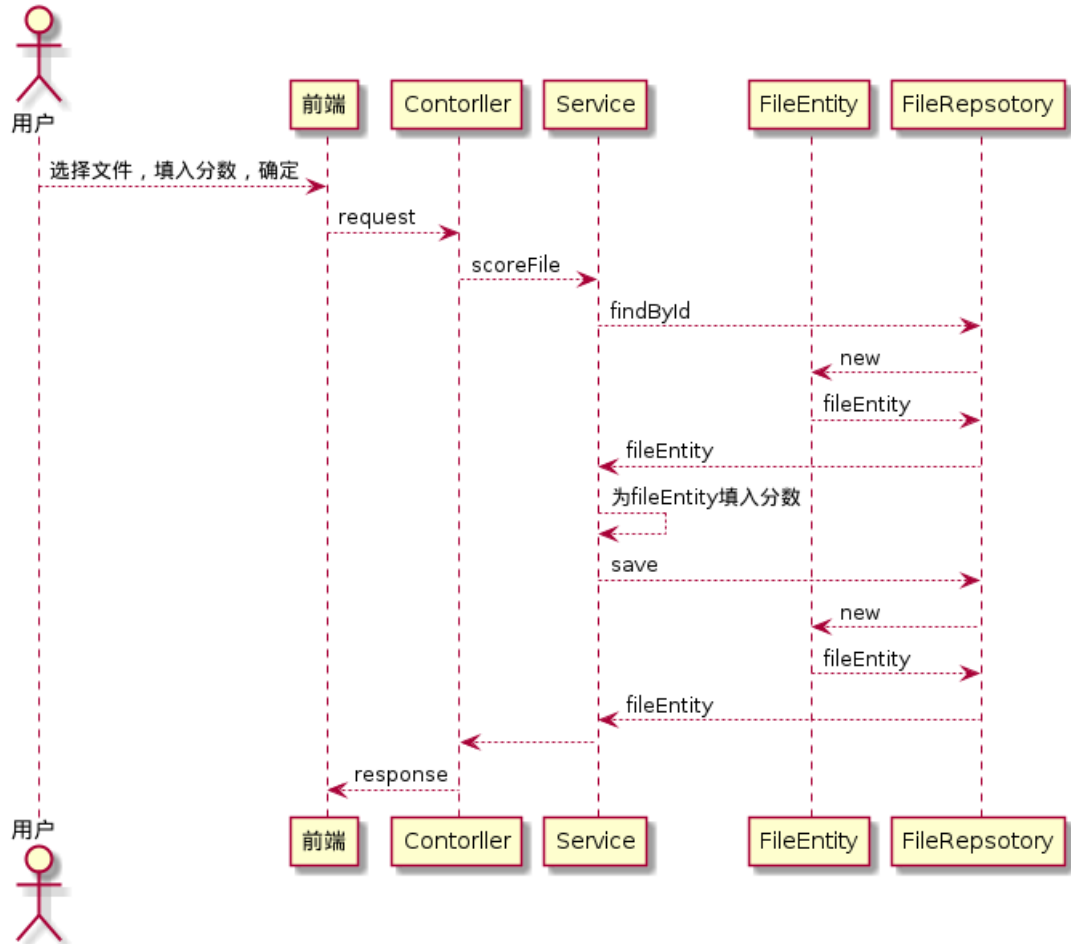 用户
前端 Contorller Service FileEntity FileRepsotory
选择文件，填入分数，确定
request
scoreFile
findById
new
fileEntity
fileEntity
为fileEntity填入分数
save
new
fileEntity
fileEntity
response
用户
前端 Contorller Service FileEntity FileRepsotory